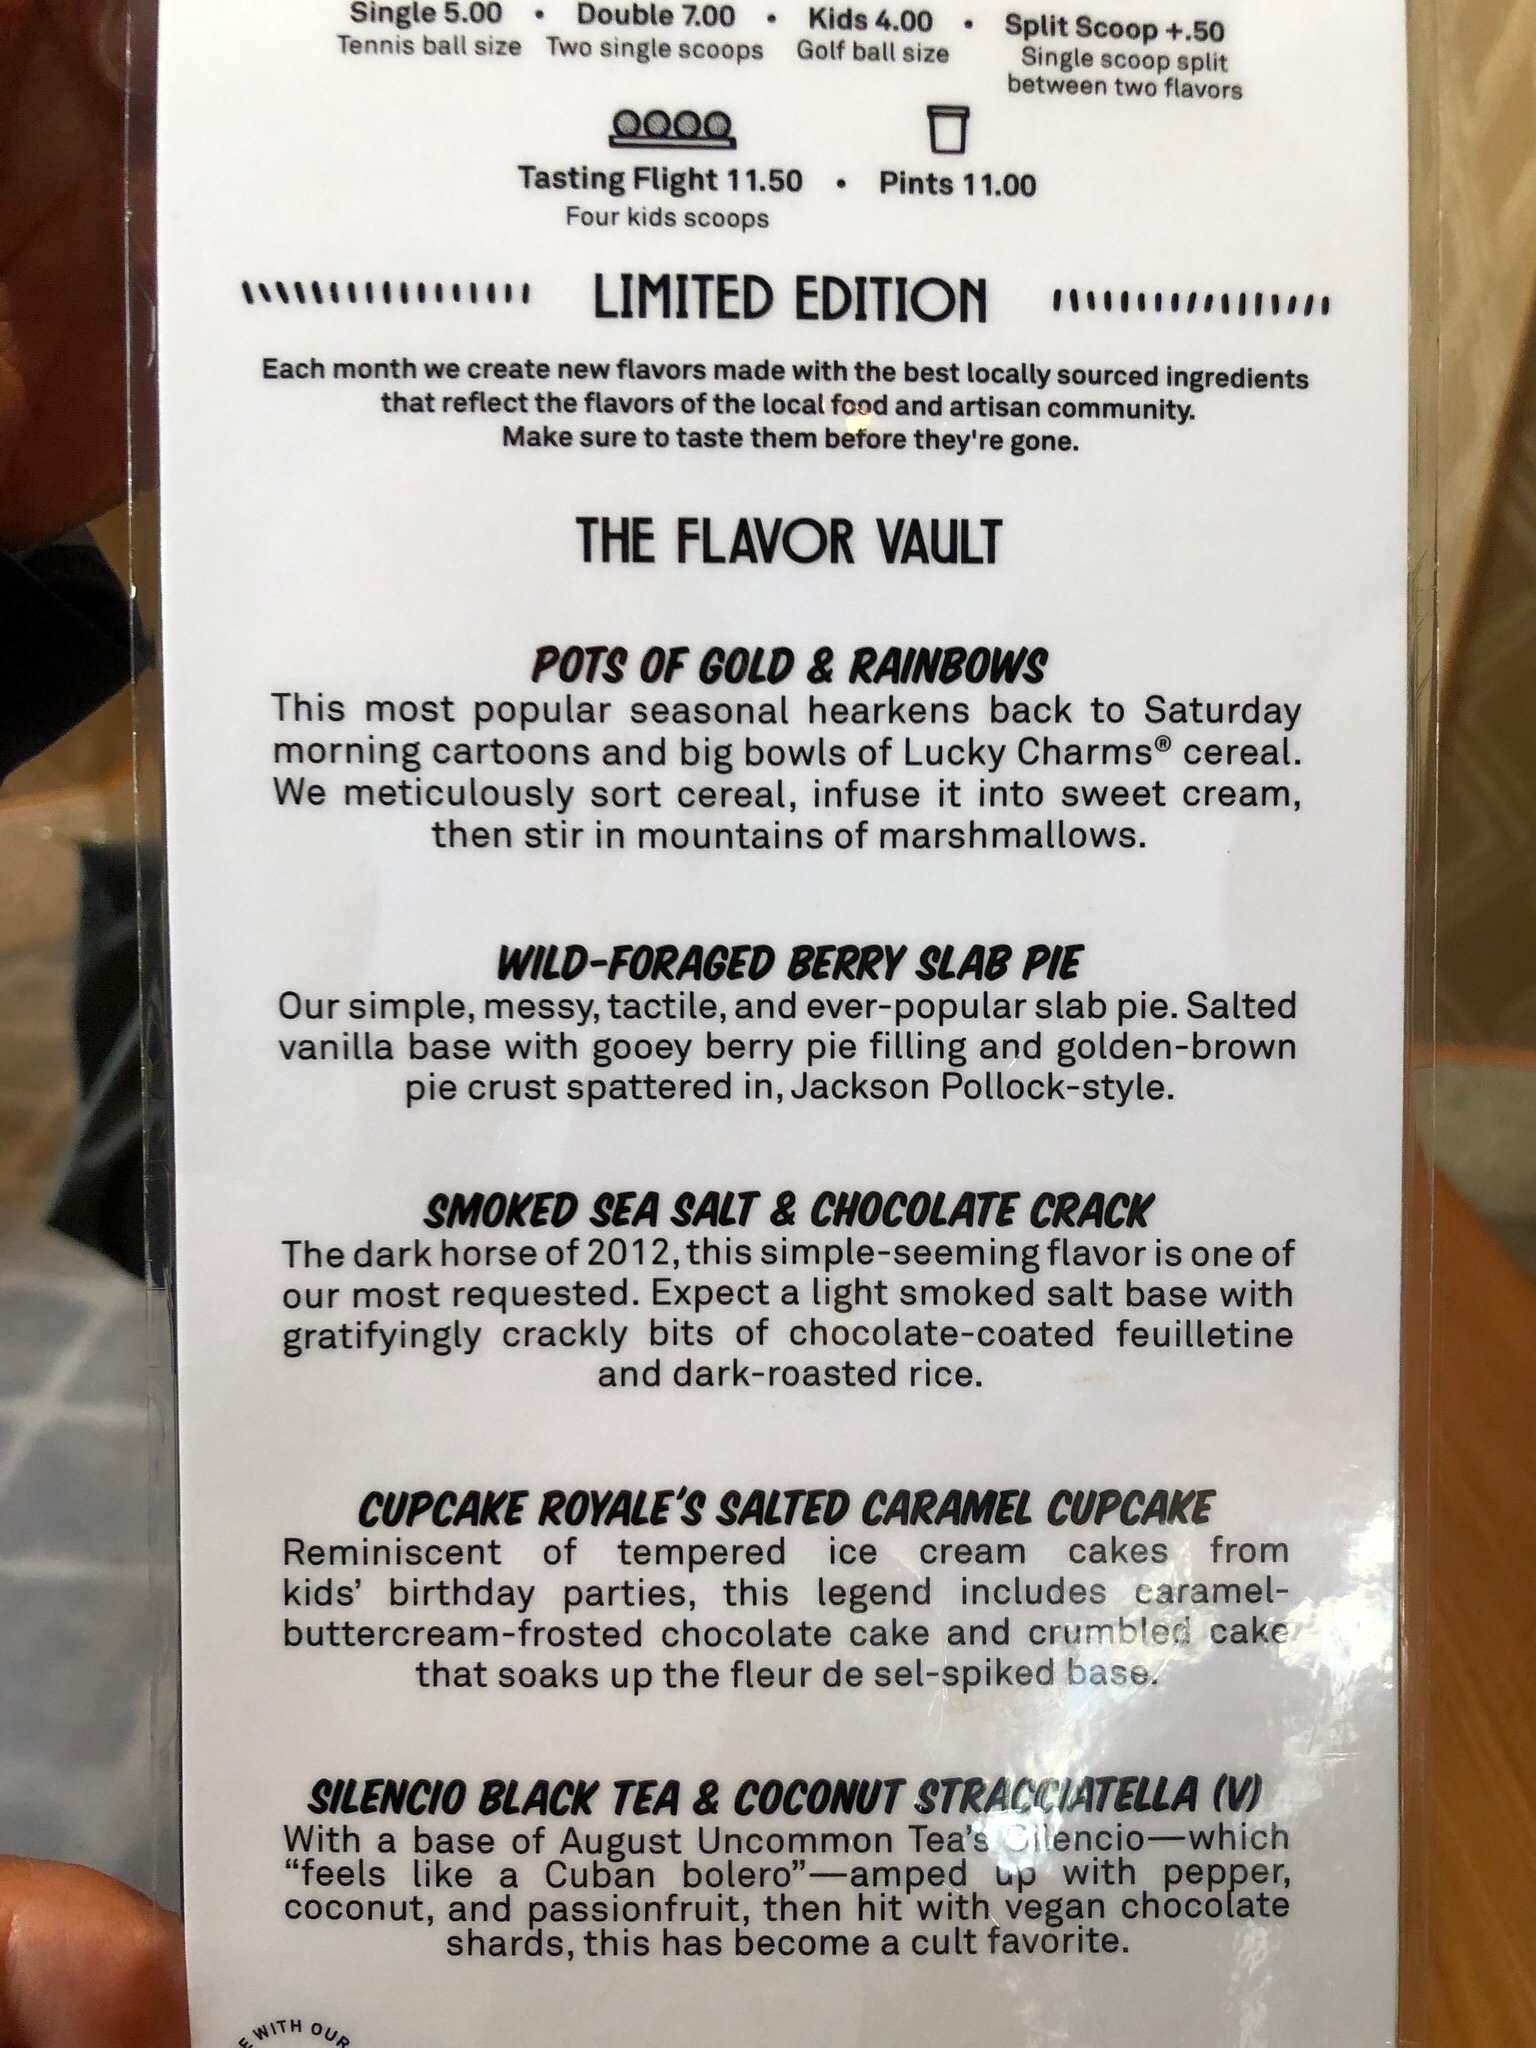 Single 5.00 • Double 7.00 • Kids 4.00 • Split Scoop +.50
Tennis ball size Two single scoops Golf ball size Single scoop split
between two flavors
Tasting Flight 11.50 • Pints 11.00
Four kids scoops
LIMITED EDITION
Each month we create new flavors made with the best locally sourced ingredients
that reflect the flavors of the local food and artisan community.
Make sure to taste them before they're gone.
THE FLAVOR VAULT
POTS OF GOLD & RAINBOWS
This most popular seasonal hearkens back to Saturday
morning cartoons and big bowls of Lucky Charms® cereal.
We meticulously sort cereal, infuse it into sweet cream,
then stir in mountains of marshmallows.
WILD-FORAGED BERRY SLAB PIE
Our simple, messy, tactile, and ever-popular slab pie. Salted
vanilla base with gooey berry pie filling and golden-brown
pie crust spattered in, Jackson Pollock-style.
SMOKED SEA SALT & CHOCOLATE CRACK
The dark horse of 2012, this simple-seeming flavor is one of
our most requested. Expect a light smoked salt base with
gratifyingly crackly bits of chocolate-coated feuilletine
and dark-roasted rice.
CUPCAKE ROYALE'S SALTED CARAMEL CUPCAKE
Reminiscent of tempered ice cream cakes from
kids' birthday parties, this legend includes caramel-
buttercream-frosted chocolate cake and crumbled cake
that soaks up the fleur de sel-spiked base.
SILENCIO BLACK TEA & COCONUT STRACCIATELLA (V)
With a base of August Uncommon Tea's Silencio—which
“feels like a Cuban bolero”—amped up with pepper,
coconut, and passionfruit, then hit with vegan chocolate
shards, this has become a cult favorite.
WITH OUR